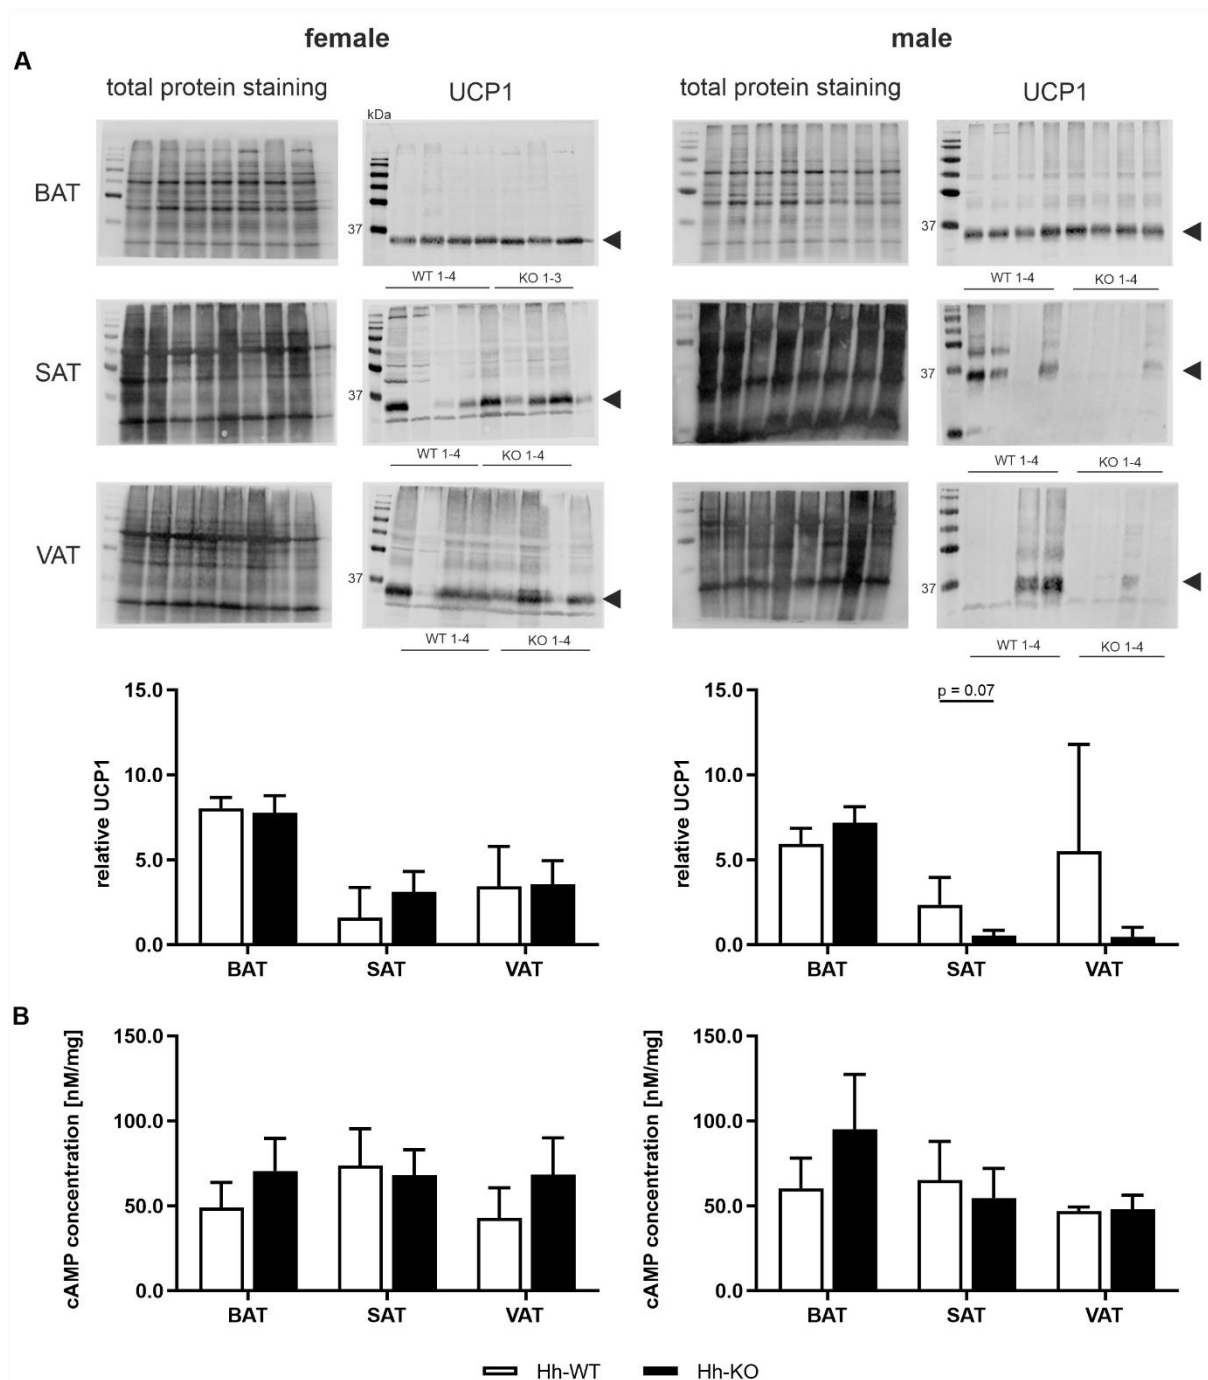 female male
A
total protein staining UCP1 total protein staining UCP1
kDa
BAT
37
37
WT 1-4 KO 1-3
WT 1-4 KO 1-4
SAT
37
37
WT 1-4 KO 1-4
WT 1-4 KO 1-4
VAT
37
37
WT 1-4 KO 1-4
WT 1-4 KO 1-4
relative UCP1
15.0
10.0
5.0
0.0
BAT SAT VAT
relative UCP1
15.0
10.0
5.0
0.0
p = 0.07
BAT SAT VAT
B
cAMP concentration [nM/mg]
150.0
100.0
50.0
0.0
BAT SAT VAT
cAMP concentration [nM/mg]
150.0
100.0
50.0
0.0
BAT SAT VAT
Hh-WT Hh-KO